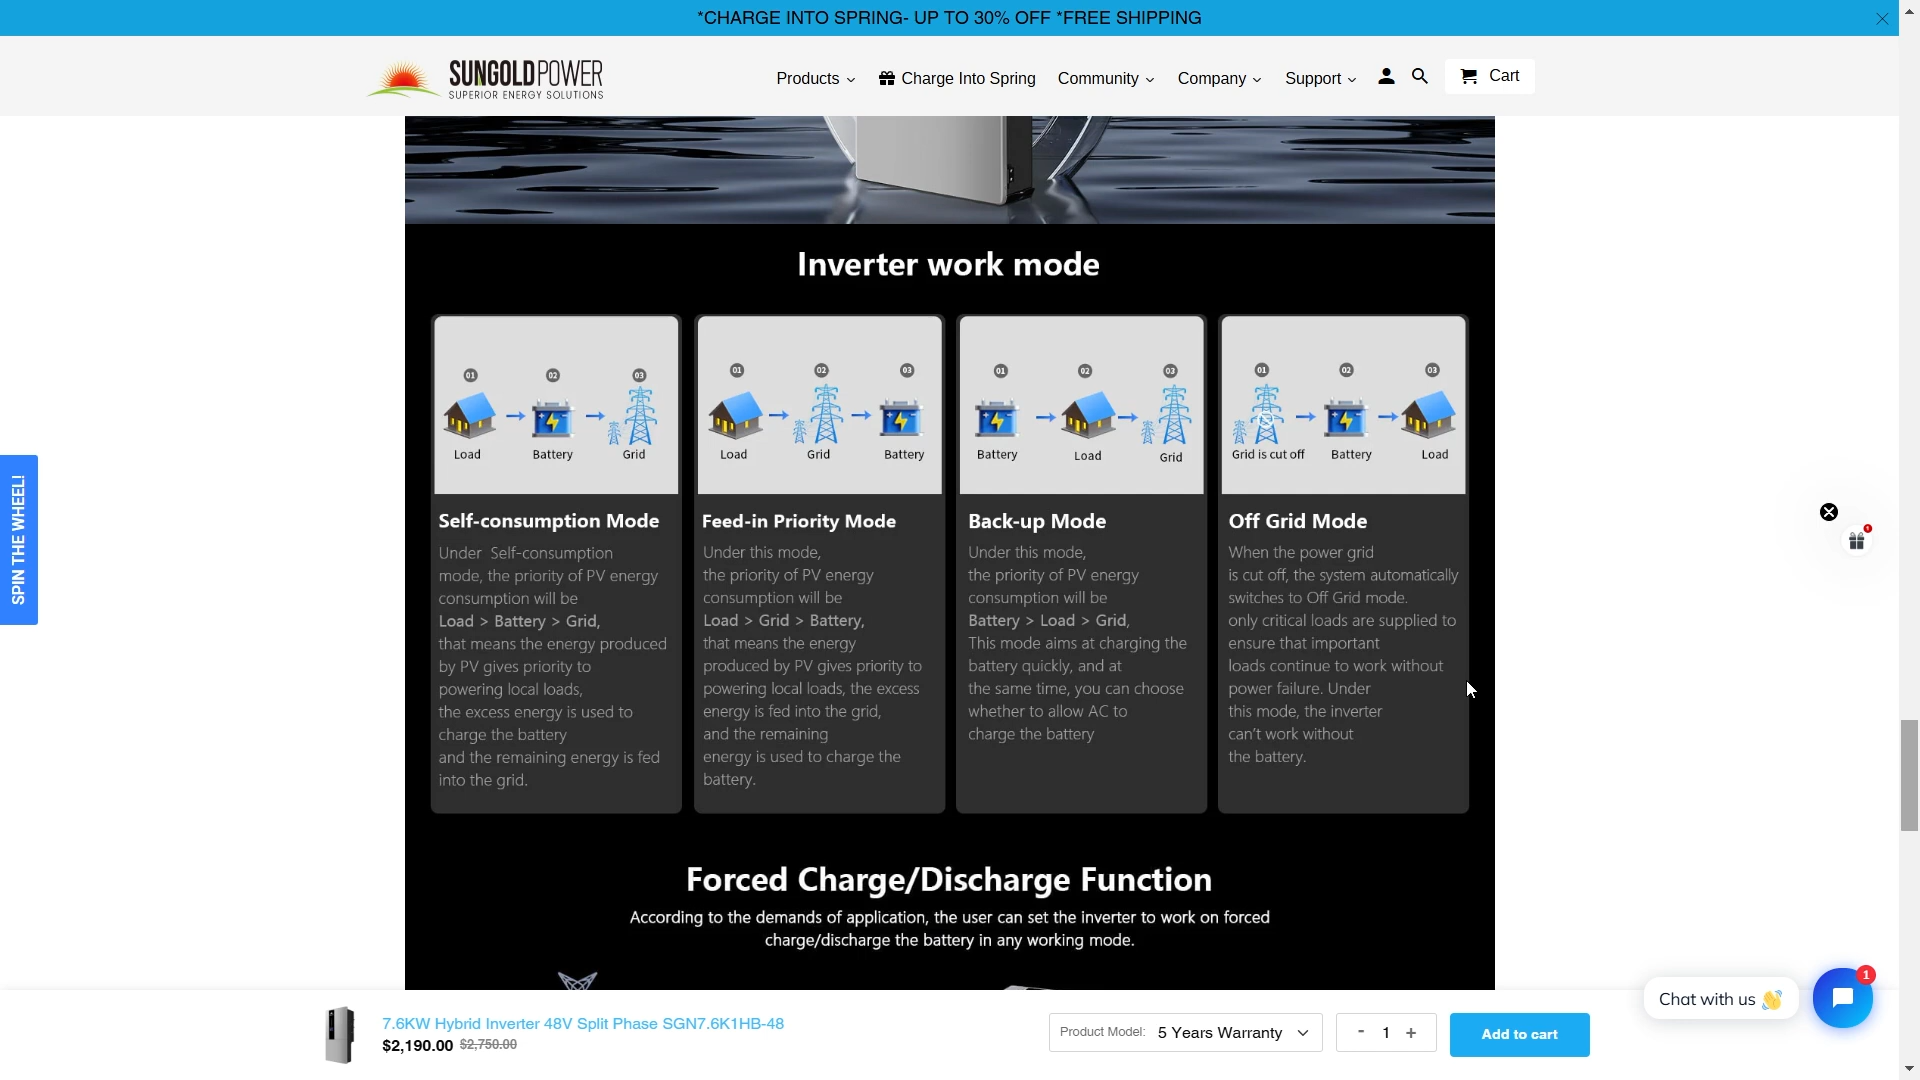 *CHARGE INTO SPRING- UP TO 30% OFF *FREE SHIPPING
SUNGOLDPOWER
SUPERIOR ENERGY SOLUTIONS
Products
Charge Into Spring
Community
Company
Support
Cart
Inverter work mode
01 02 03
Load Battery Grid
Self-consumption Mode
Under Self-consumption
mode, the priority of PV energy
consumption will be
Load > Battery > Grid,
that means the energy produced
by PV gives priority to
powering local loads,
the excess energy is used to
charge the battery
and the remaining energy is fed
into the grid.
01 02 03
Load Grid Battery
Feed-in Priority Mode
Under this mode,
the priority of PV energy
consumption will be
Load > Grid > Battery,
that means the energy
produced by PV gives priority to
powering local loads, the excess
energy is fed into the grid,
and the remaining
energy is used to charge the
battery.
01 02 03
Battery Load Grid
Back-up Mode
Under this mode,
the priority of PV energy
consumption will be
Battery > Load > Grid,
This mode aims at charging the
battery quickly, and at
the same time, you can choose
whether to allow AC to
charge the battery
01 02 03
Grid is cut off Battery Load
Off Grid Mode
When the power grid
is cut off, the system automatically
switches to Off Grid mode.
only critical loads are supplied to
ensure that important
loads continue to work without
power failure. Under
this mode, the inverter
can't work without
the battery.
SPIN THE WHEEL!
1
Forced Charge/Discharge Function
According to the demands of application, the user can set the inverter to work on forced
charge/discharge the battery in any working mode.
7.6KW Hybrid Inverter 48V Split Phase SGN7.6K1HB-48
$2,190.00 $2,750.00
Product Model: 5 Years Warranty
- 1 +
Add to cart
Chat with us 👋
1